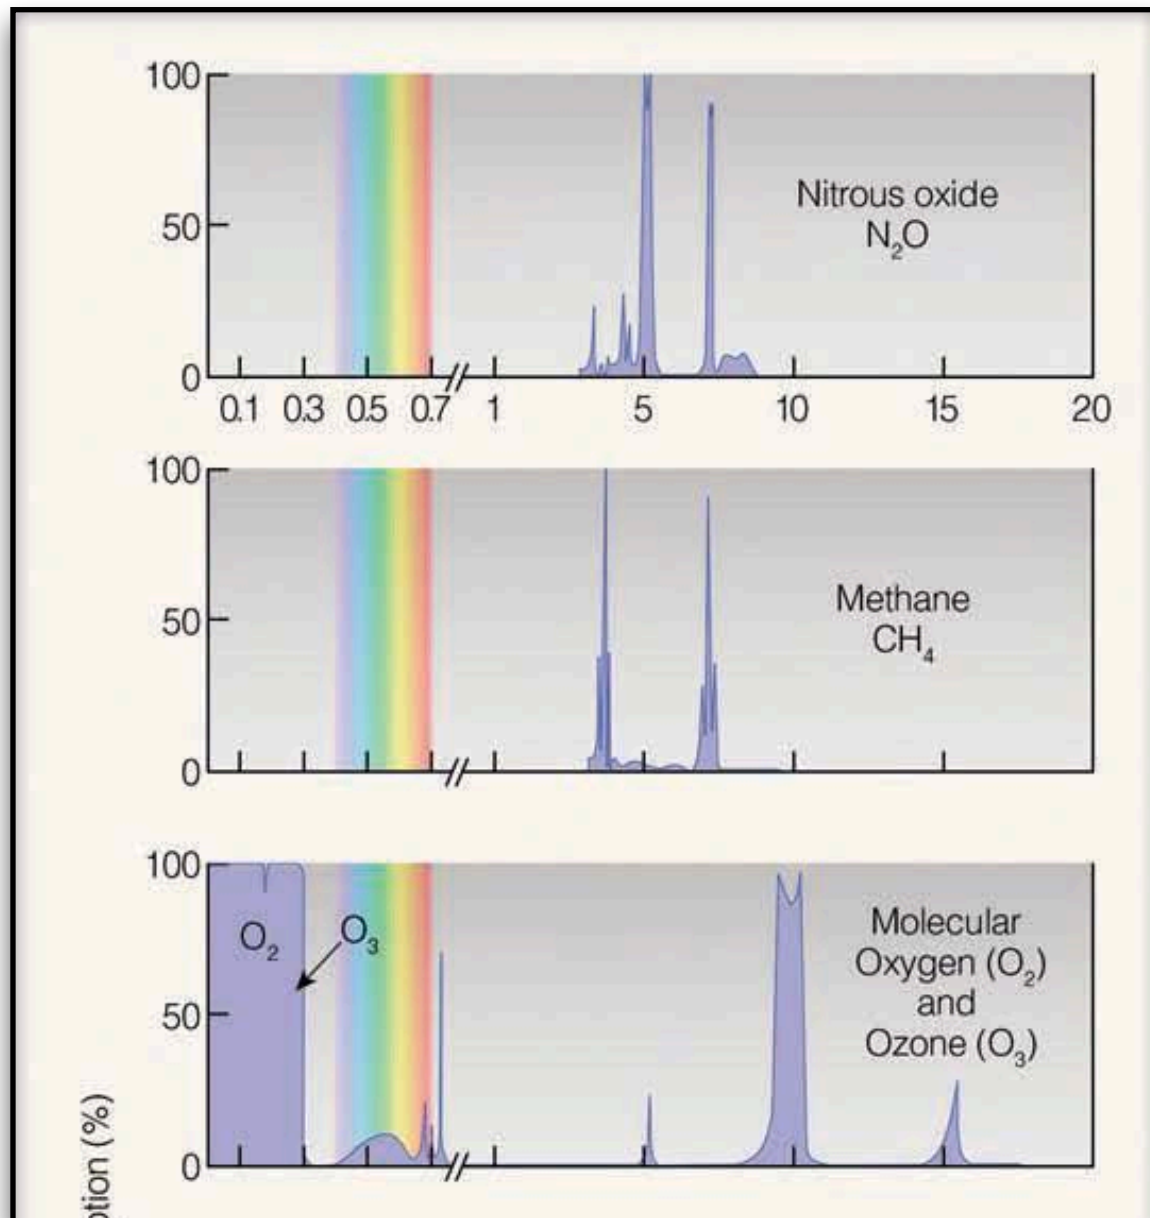 100
50
0
Nitrous oxide
N₂O
0.1 0.3 0.5 0.7 1 5 10 15 20
100
50
0
Methane
CH₄
100
50
0
O₂
O₃
Molecular
Oxygen (O₂)
and
Ozone (O₃)
(%)